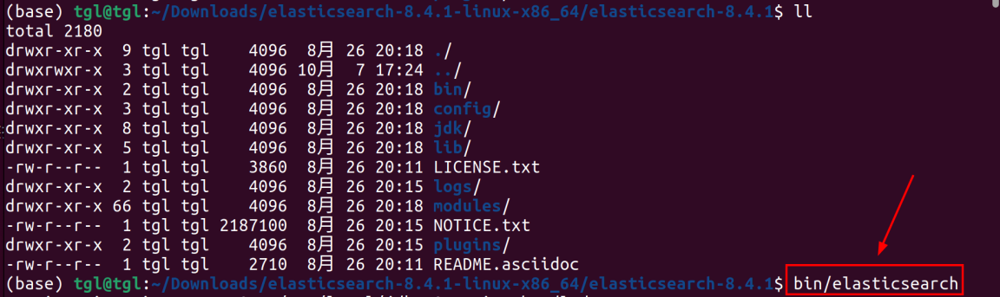 (base) tgl@tgl:~/Downloads/elasticsearch-8.4.1-linux-x86_64/elasticsearch-8.4.1$ ll
total 2180
drwxr-xr-x  9 tgl tgl    4096  8月 26 20:18 ./
drwxrwxr-x  3 tgl tgl    4096 10月  7 17:24 ../
drwxr-xr-x  2 tgl tgl    4096  8月 26 20:18 bin/
drwxr-xr-x  3 tgl tgl    4096  8月 26 20:18 config/
drwxr-xr-x  8 tgl tgl    4096  8月 26 20:18 jdk/
drwxr-xr-x  5 tgl tgl    4096  8月 26 20:18 lib/
-rw-r--r--  1 tgl tgl    3860  8月 26 20:11 LICENSE.txt
drwxr-xr-x  2 tgl tgl    4096  8月 26 20:15 logs/
drwxr-xr-x 66 tgl tgl    4096  8月 26 20:18 modules/
-rw-r--r--  1 tgl tgl 2187100  8月 26 20:15 NOTICE.txt
drwxr-xr-x  2 tgl tgl    4096  8月 26 20:15 plugins/
-rw-r--r--  1 tgl tgl    2710  8月 26 20:11 README.asciidoc
(base) tgl@tgl:~/Downloads/elasticsearch-8.4.1-linux-x86_64/elasticsearch-8.4.1$ bin/elasticsearch